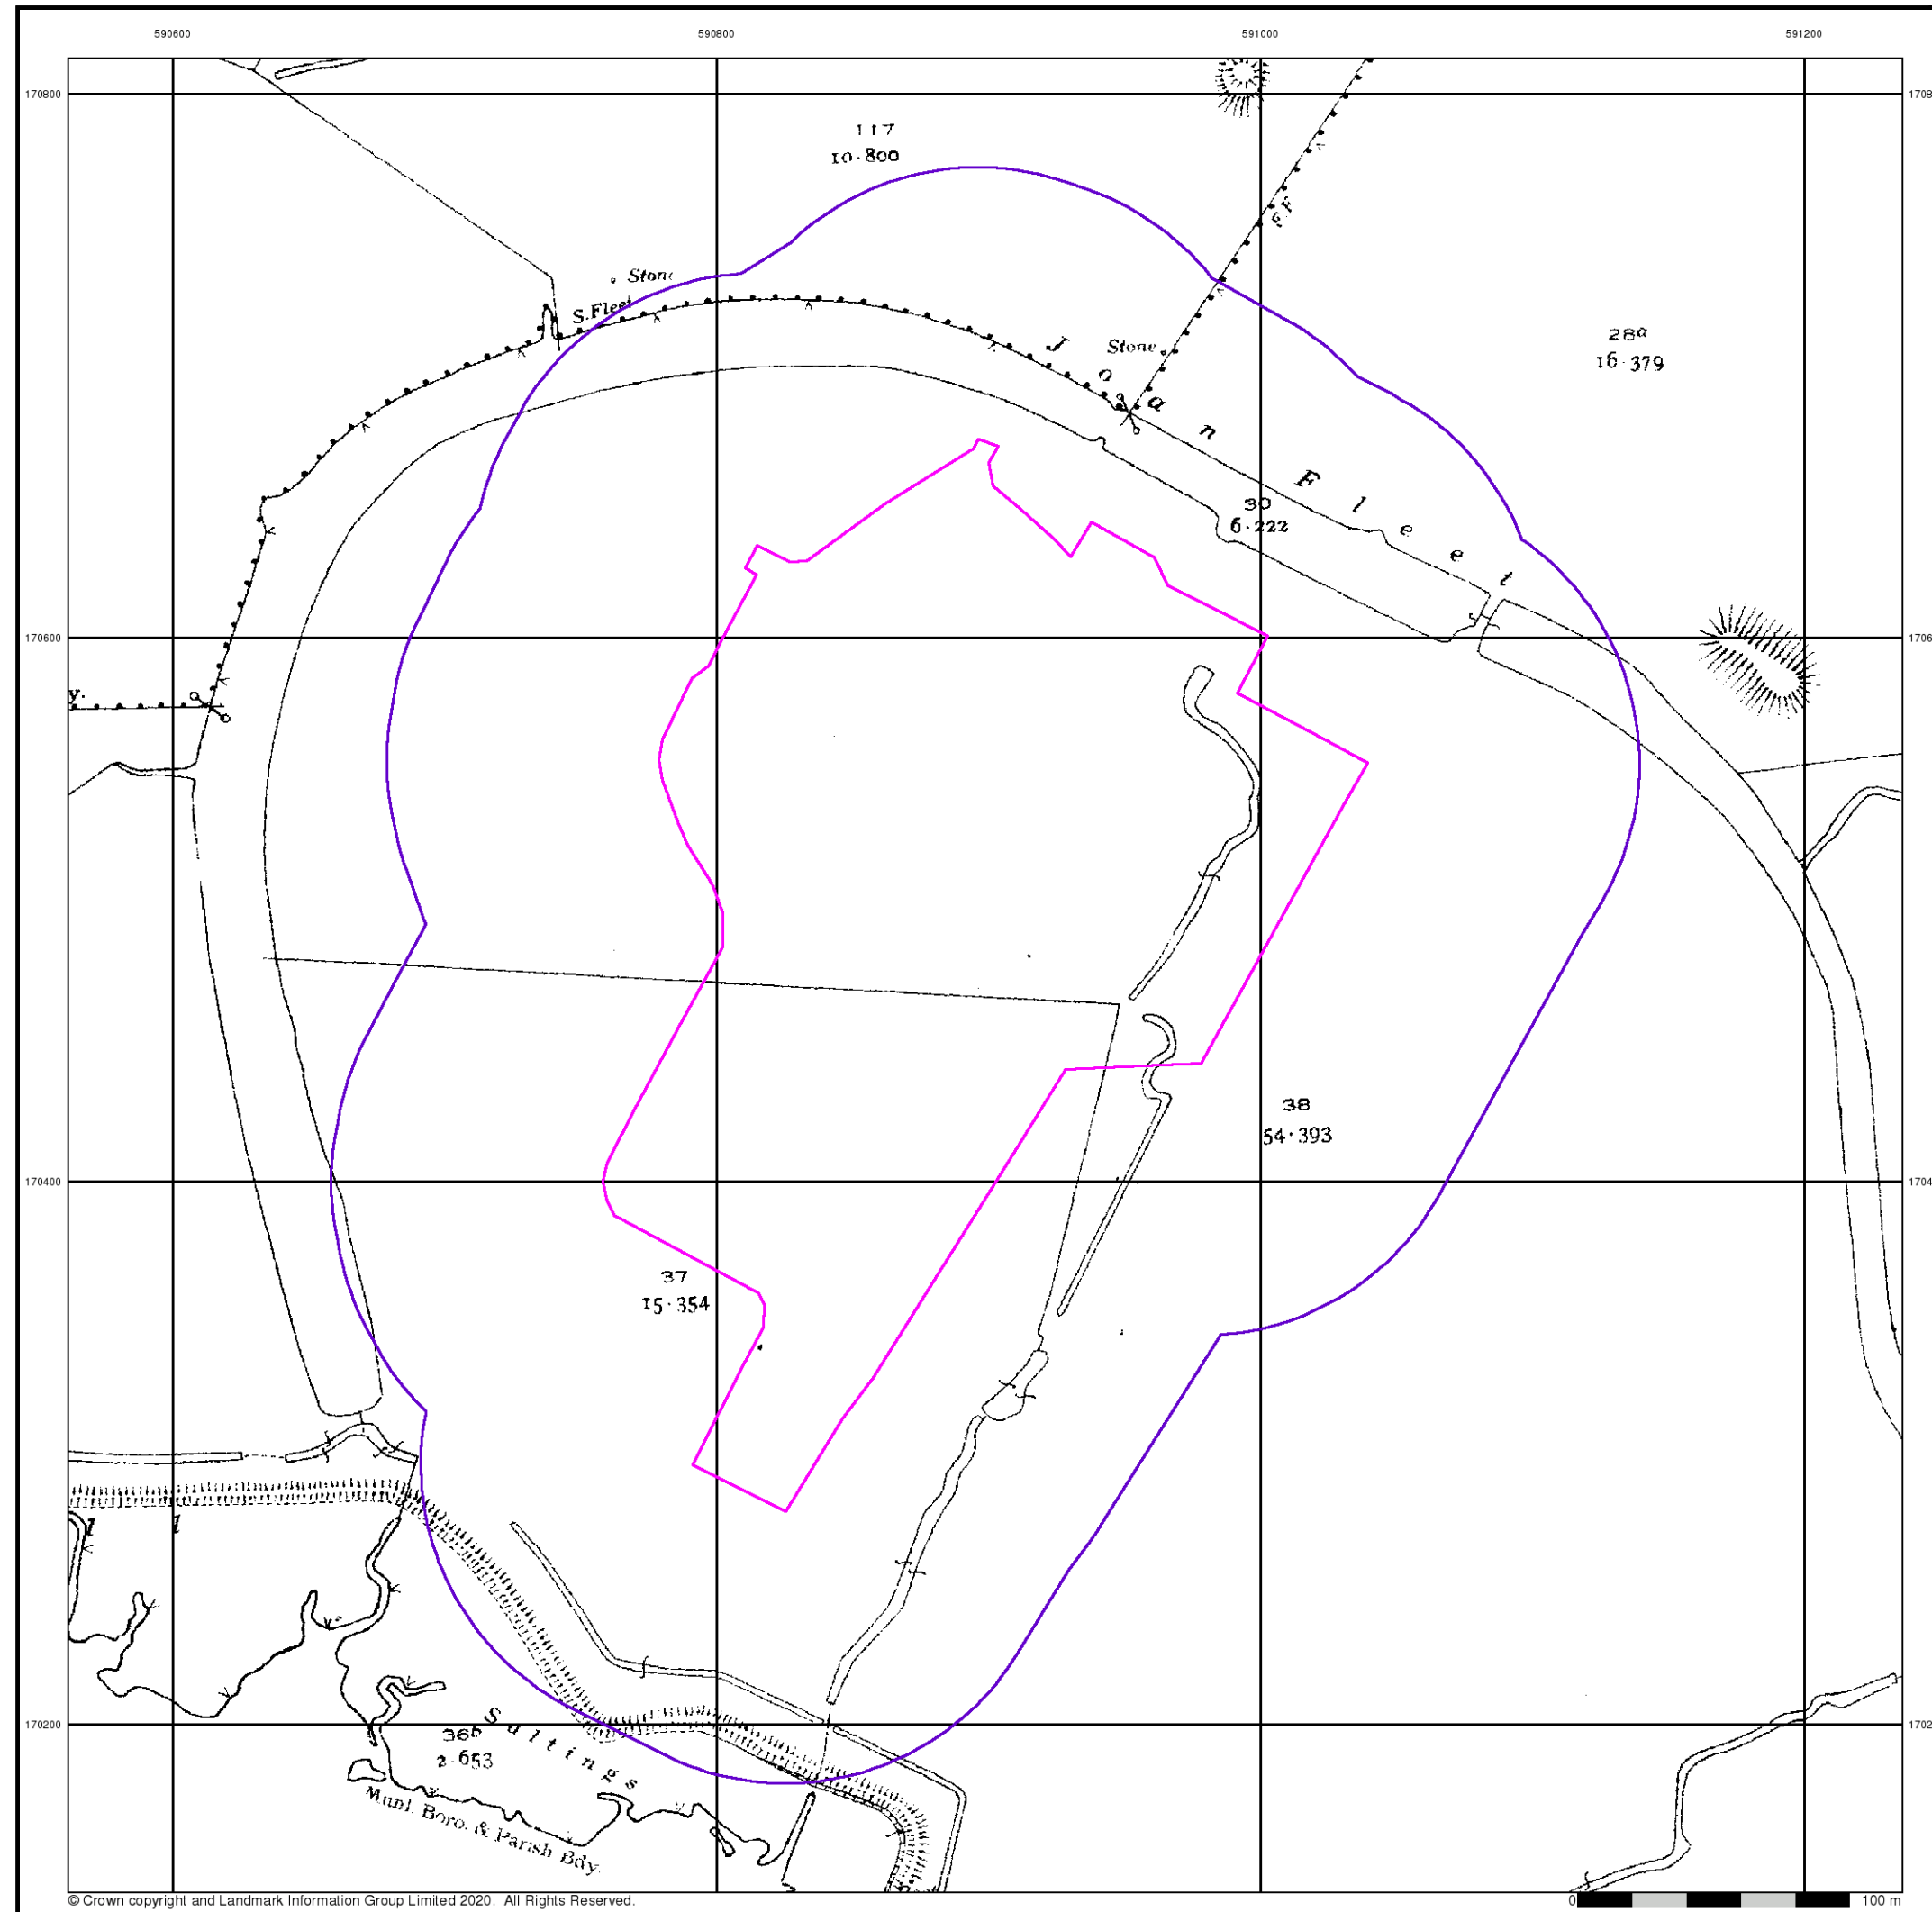 590600 590800 591000 591200
170800
117
10·800
F.F
Stone
S.Fleet
28a
16·379
Stone
Joan Fleet
30
6·222
170600
y.
38
54·393
170400
37
15·354
l l
170200
36b
2·653
Saltings
Munl. Boro. & Parish Bdy.
© Crown copyright and Landmark Information Group Limited 2020. All Rights Reserved.
0 100 m